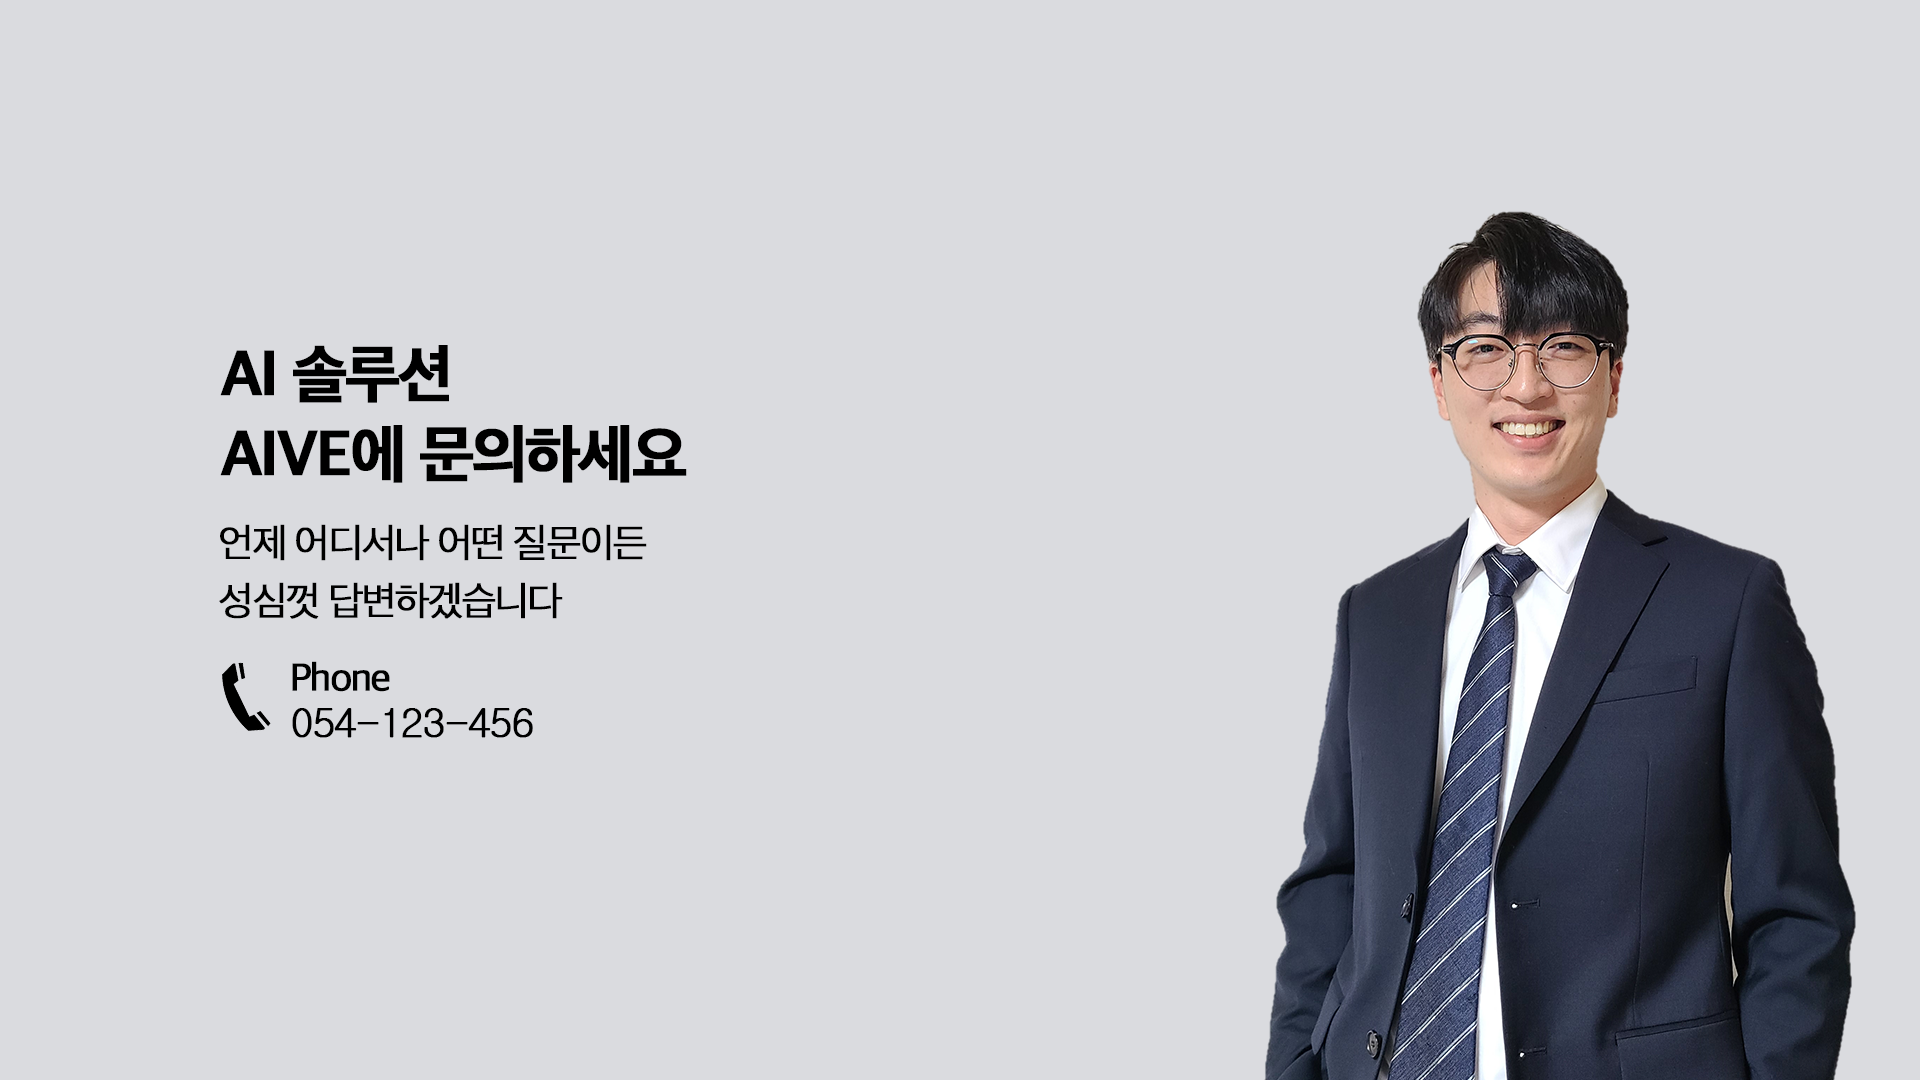 AI 솔루션
AIVE에 문의하세요
언제 어디서나 어떤 질문이든
성심껏 답변하겠습니다
Phone
054-123-456